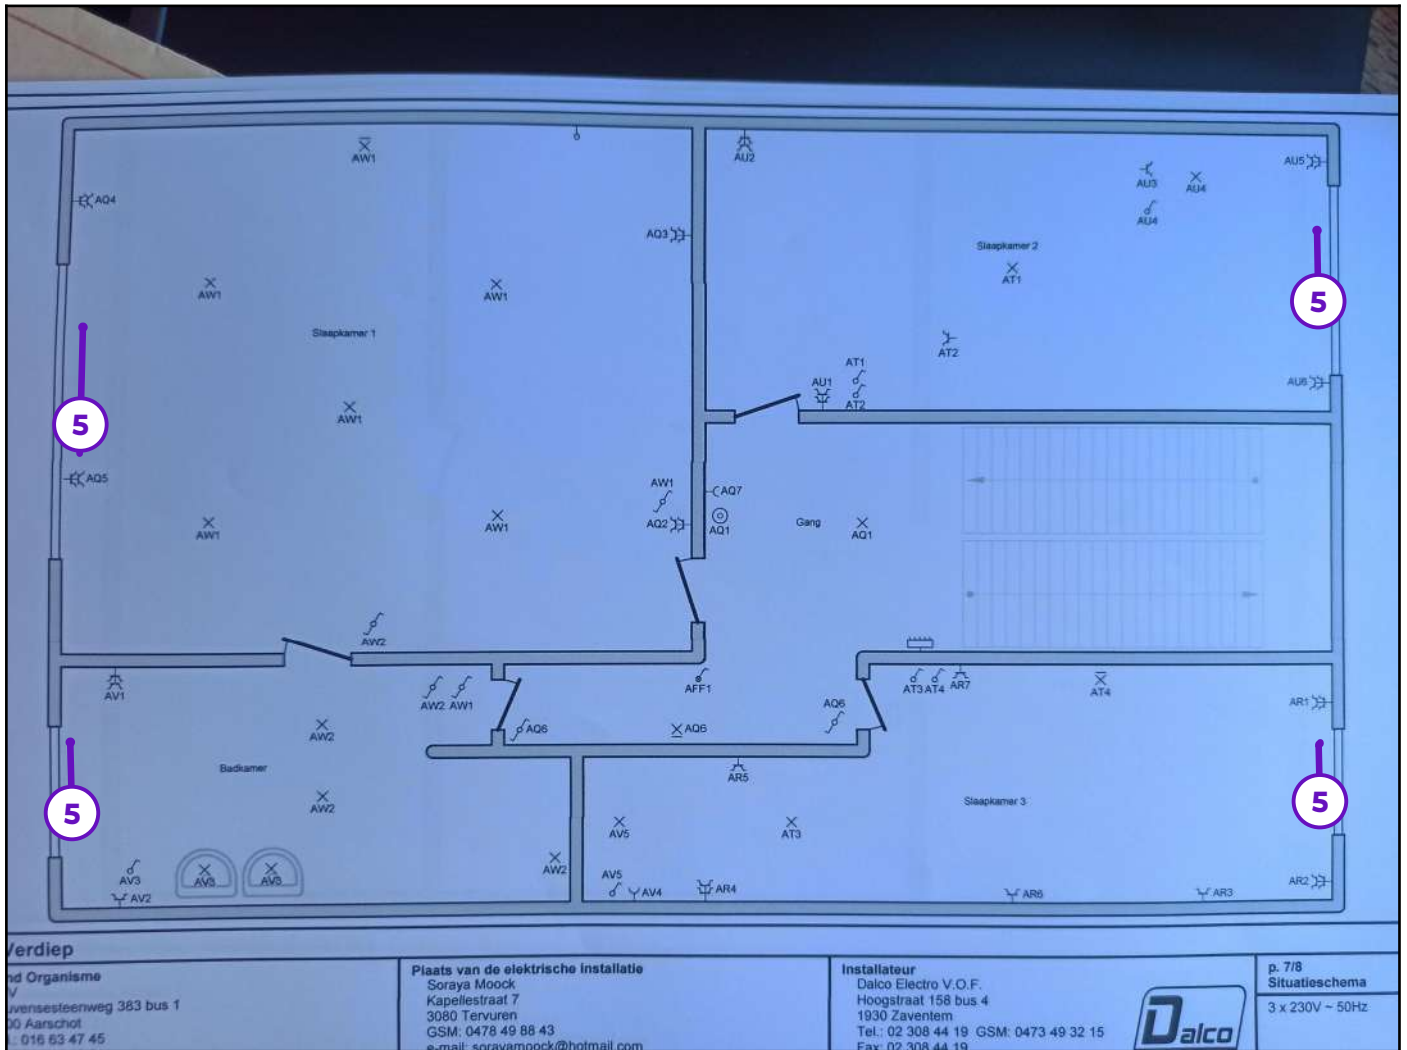 AW1
AU2
AU5
AU3
AU4
AQ4
AU4
AQ3
Slaapkamer 2
AT1
AW1
AW1
5
Slaapkamer 1
AT2
AT1
AU1
AT2
AU6
AW1
5
AQ5
AW1
AQ7
AW1
AW1
AQ2
AQ1
Gang
AQ1
AW2
AV1
AW2 AW1
AFF1
AT3 AT4 AR7
AT4
AQ6
AQ6
AQ6
AR1
AW2
Badkamer
AR5
5
AW2
AV5
AT3
Slaapkamer 3
5
AV3
AV3
AV3
AW2
AV5
AV2
AV4
AR4
AR6
AR3
AR2
Verdiep
nd Organisme
V
uvensesteenweg 383 bus 1
00 Aarschot
.: 016 63 47 45
Plaats van de elektrische installatie
Soraya Moock
Kapellestraat 7
3080 Tervuren
GSM: 0478 49 88 43
e-mail: sorayamoock@hotmail.com
Installateur
Dalco Electro V.O.F.
Hoogstraat 158 bus 4
1930 Zaventem
Tel.: 02 308 44 19 GSM: 0473 49 32 15
Fax: 02 308 44 19
Dalco
p. 7/8
Situatieschema
3 x 230V ~ 50Hz